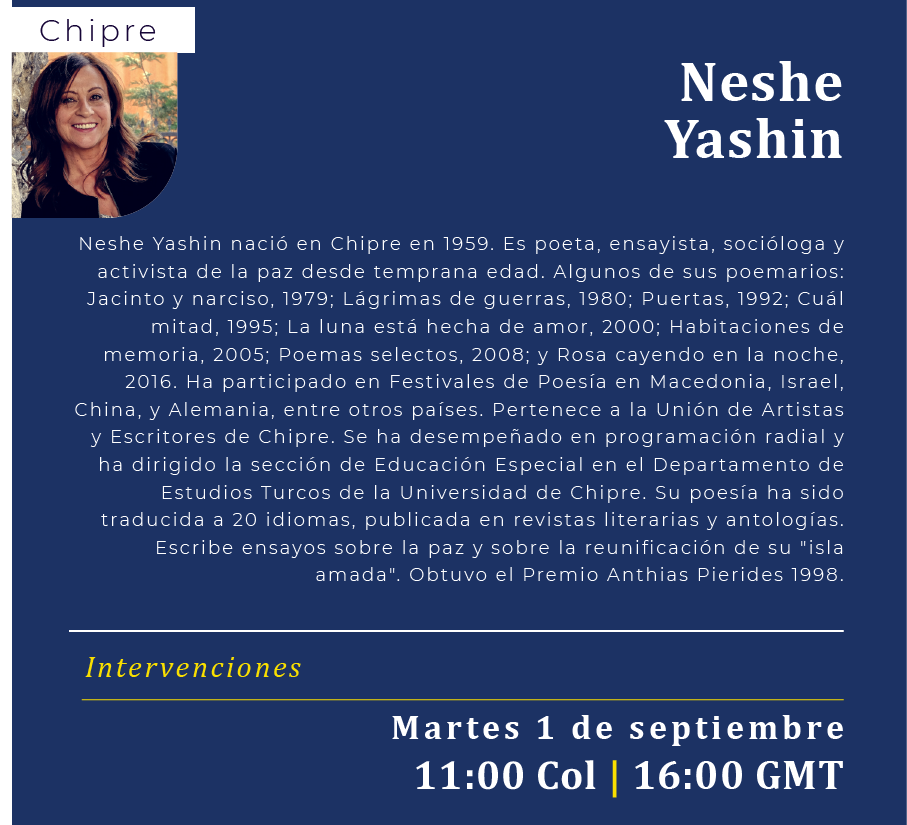 Chipre
Neshe
Yashin
Neshe Yashin nació en Chipre en 1959. Es poeta, ensayista, socióloga y
activista de la paz desde temprana edad. Algunos de sus poemarios:
Jacinto y narciso, 1979; Lágrimas de guerras, 1980; Puertas, 1992; Cuál
mitad, 1995; La luna está hecha de amor, 2000; Habitaciones de
memoria, 2005; Poemas selectos, 2008; y Rosa cayendo en la noche,
2016. Ha participado en Festivales de Poesía en Macedonia, Israel,
China, y Alemania, entre otros países. Pertenece a la Unión de Artistas
y Escritores de Chipre. Se ha desempeñado en programación radial y
ha dirigido la sección de Educación Especial en el Departamento de
Estudios Turcos de la Universidad de Chipre. Su poesía ha sido
traducida a 20 idiomas, publicada en revistas literarias y antologías.
Escribe ensayos sobre la paz y sobre la reunificación de su "isla
amada". Obtuvo el Premio Anthias Pierides 1998.
Intervenciones
Martes 1 de septiembre
11:00 Col | 16:00 GMT